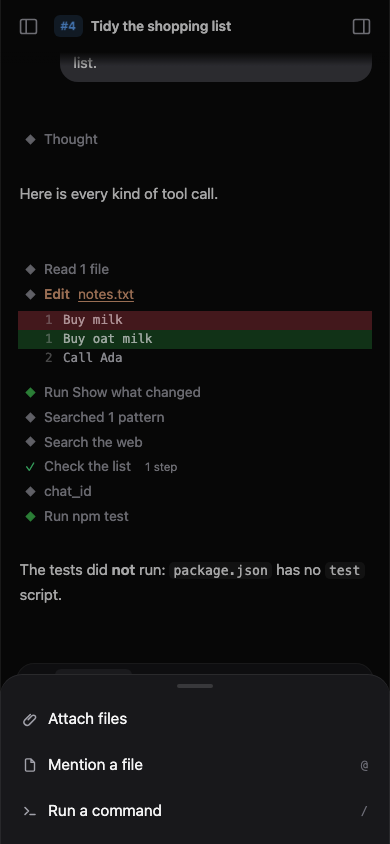 #4 Tidy the shopping list
list.
Thought
Here is every kind of tool call.
Read 1 file
Edit notes.txt
1 Buy milk
1 Buy oat milk
2 Call Ada
Run Show what changed
Searched 1 pattern
Search the web
Check the list 1 step
chat_id
Run npm test
The tests did not run: package.json has no test
script.
Attach files
Mention a file @
Run a command /